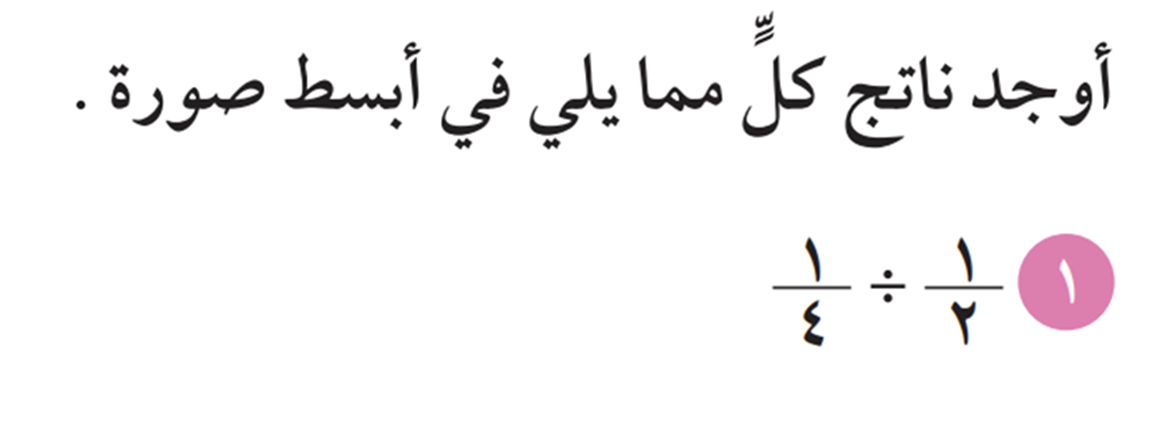 أوجد ناتج كلٍّ مما يلي في أبسط صورة .
١ ١/٢ ÷ ١/٤